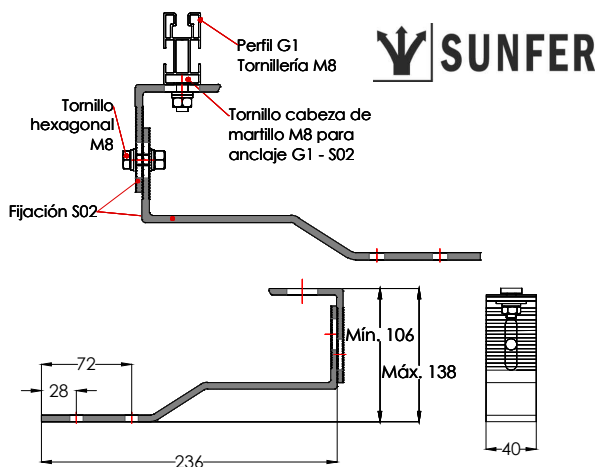 SUNFER
Perfil G1
Tornillería M8
Tornillo
hexagonal
M8
Tornillo cabeza de
martillo M8 para
anclaje G1 - S02
Fijación S02
Mín. 106
Máx. 138
72
28
236
40